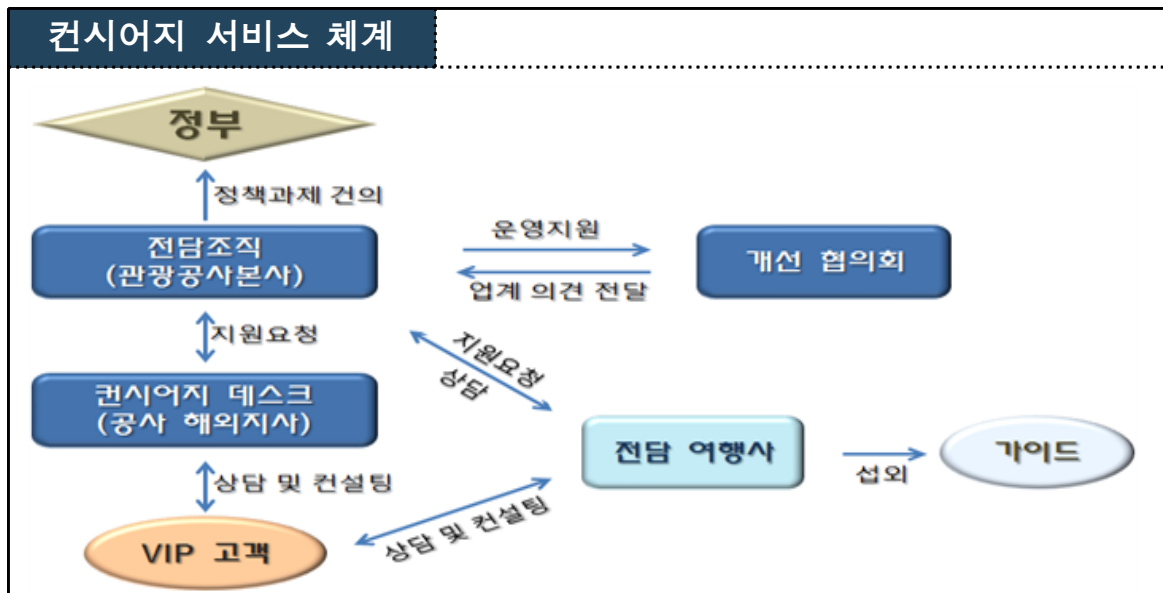 컨시어지 서비스 체계
정부
정책과제 건의
전담조직
(관광공사본사)
운영지원
업계 의견 전달
개선 협의회
지원요청
지원요청
상담
컨시어지 데스크
(공사 해외지사)
전담 여행사
섭외
가이드
상담 및 컨설팅
상담 및 컨설팅
VIP 고객